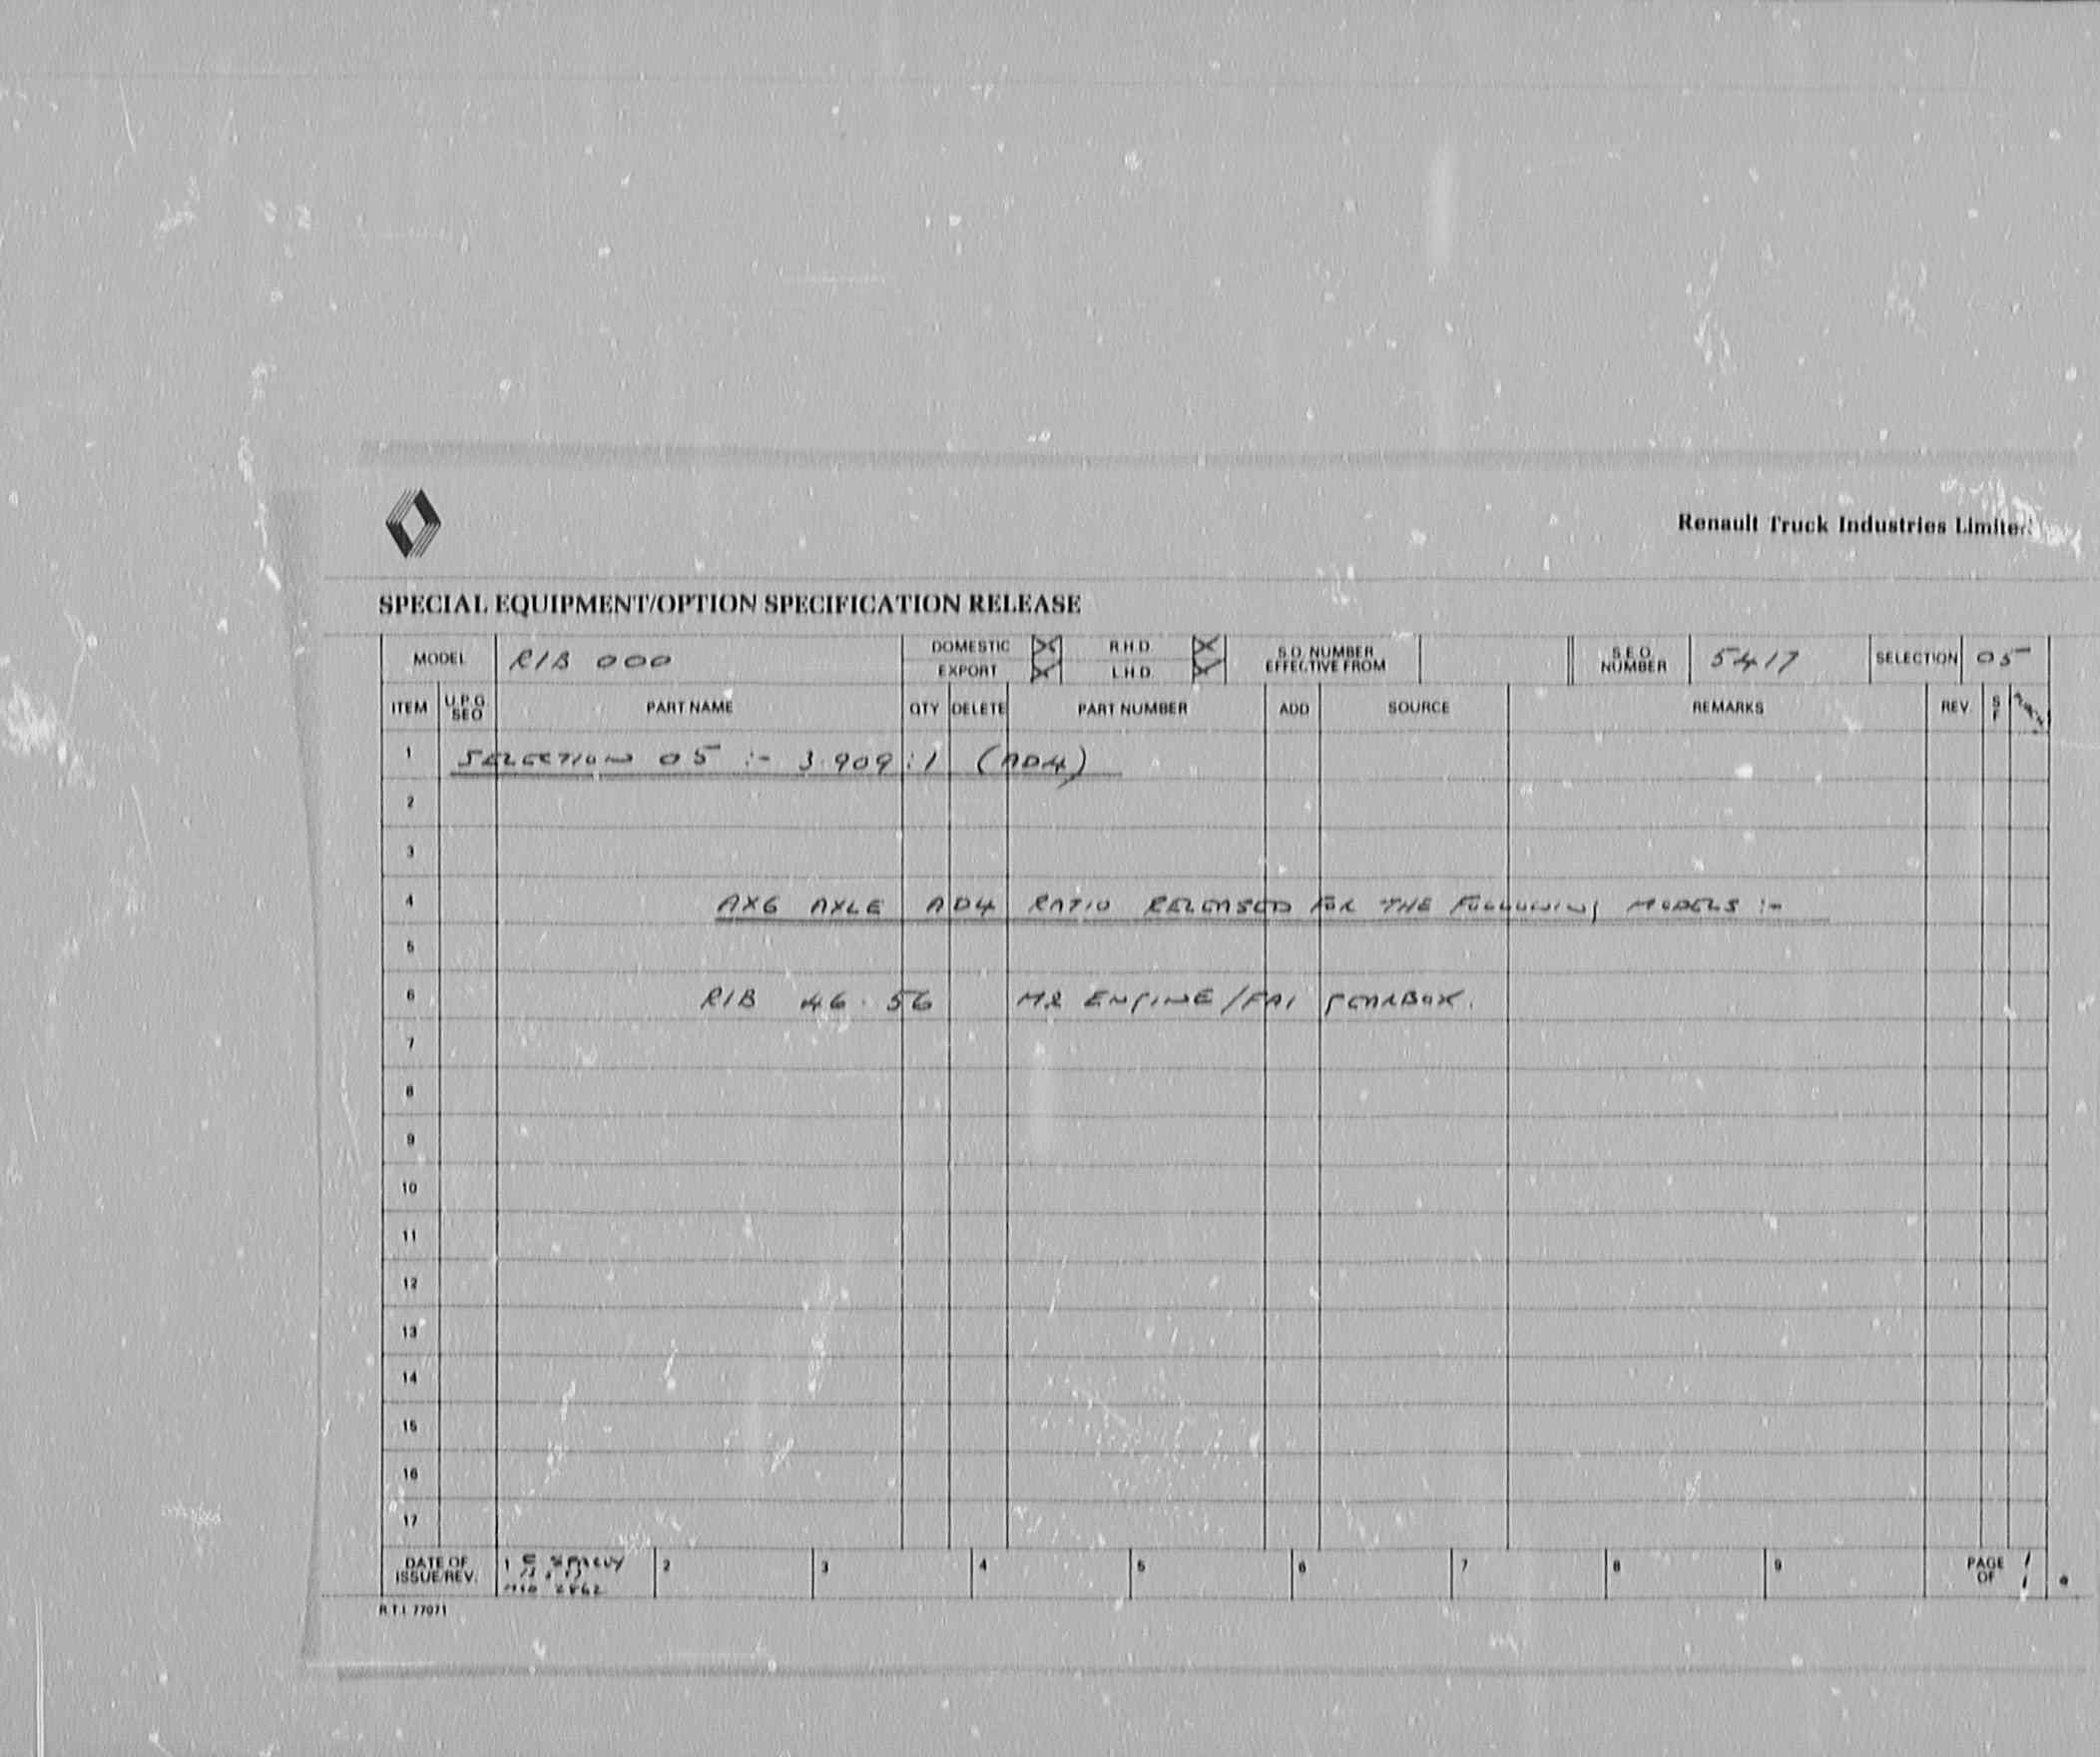 Renault Truck Industries Limited
SPECIAL EQUIPMENT/OPTION SPECIFICATION RELEASE
MODEL R1B 000 DOMESTIC R.H.D. S.O. NUMBER S.E.O. 5417 SELECTION 05
EXPORT L.H.D. EFFECTIVE FROM NUMBER
ITEM U.P.G. SEQ PART NAME QTY DELETE PART NUMBER ADD SOURCE REMARKS REV. S F
1 SELECTION 05 :- 3.909:1 (AD4)
2
3
4 AX6 AXLE AD4 RATIO RELEASED FOR THE FOLLOWING MODELS :-
5
6 R1B 46. 56 MR ENGINE/FA1 GEARBOX.
7
8
9
10
11
12
13
14
15
16
17
DATE OF 1 2 3 4 5 6 7 8 9 PAGE 1
ISSUE/REV. OF 1
R.T.I. 77071